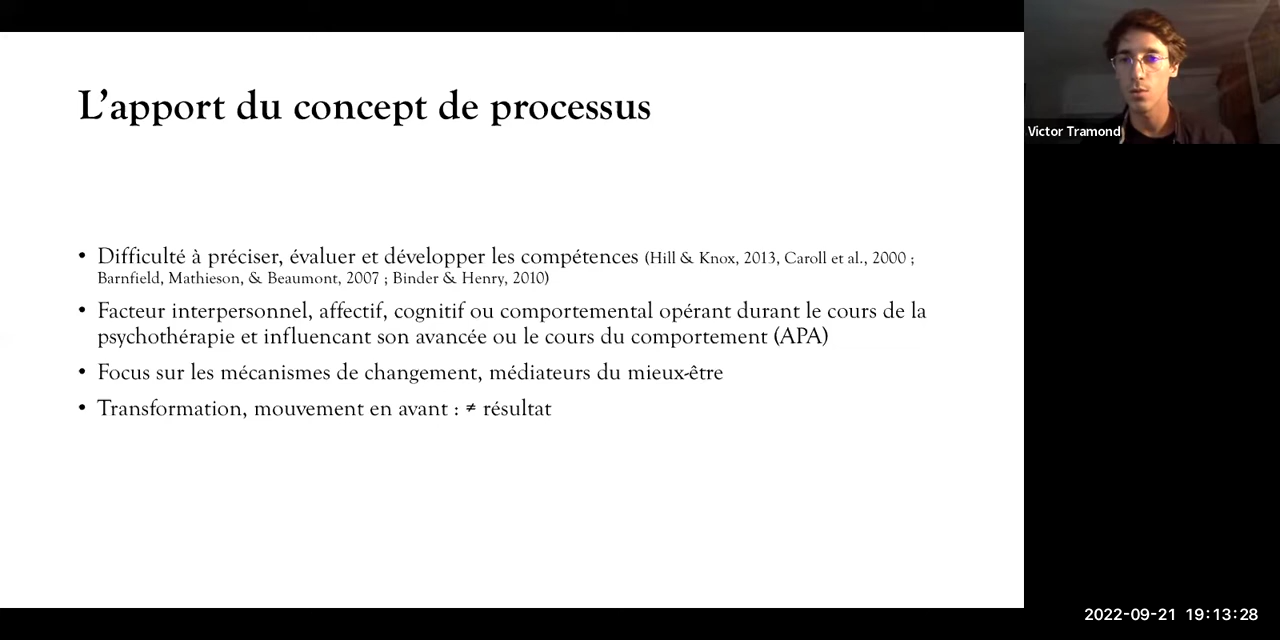 L'apport du concept de processus
• Difficulté à préciser, évaluer et développer les compétences (Hill & Knox, 2013, Caroll et al., 2000 ;
Barnfield, Mathieson, & Beaumont, 2007 ; Binder & Henry, 2010)
• Facteur interpersonnel, affectif, cognitif ou comportemental opérant durant le cours de la
psychothérapie et influencant son avancée ou le cours du comportement (APA)
• Focus sur les mécanismes de changement, médiateurs du mieux-être
• Transformation, mouvement en avant : ≠ résultat
Victor Tramond
2022-09-21 19:13:28